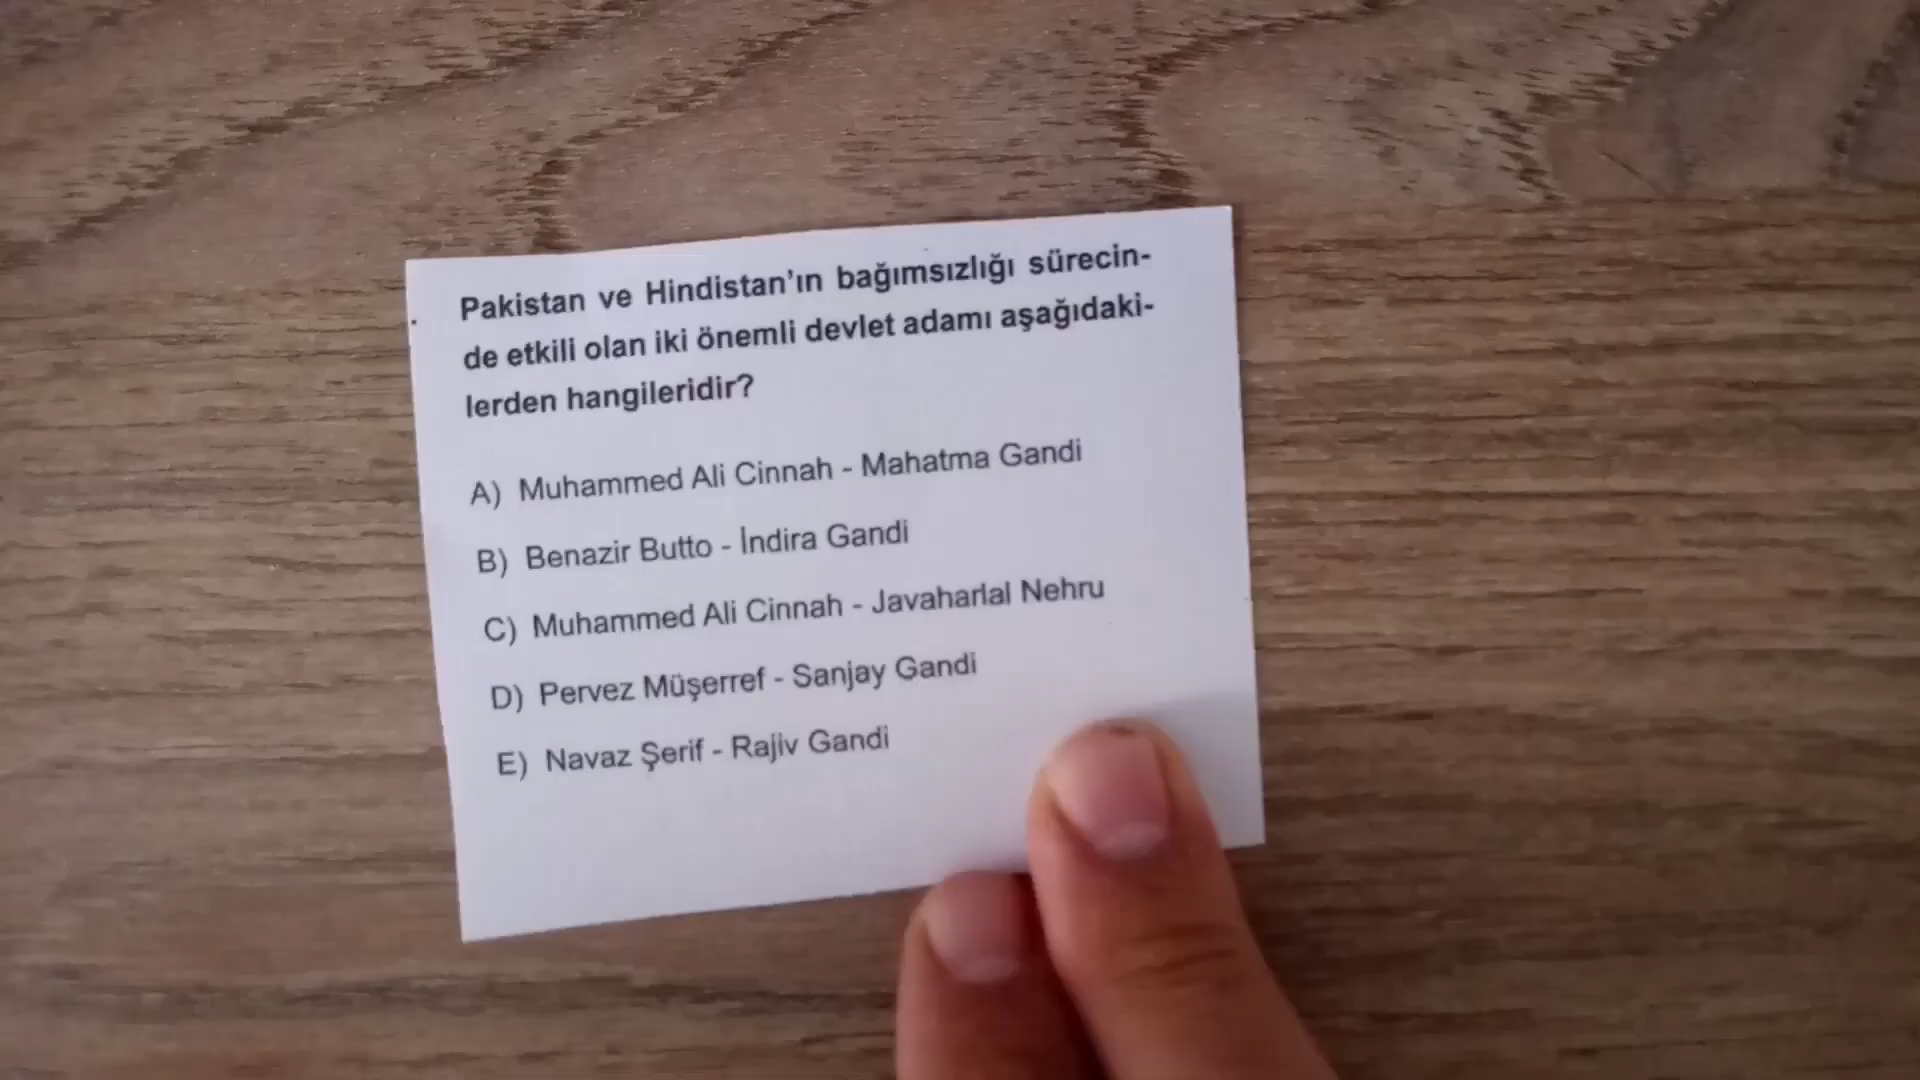 Pakistan ve Hindistan'ın bağımsızlığı sürecin-
de etkili olan iki önemli devlet adamı aşağıdaki-
lerden hangileridir?
A) Muhammed Ali Cinnah - Mahatma Gandi
B) Benazir Butto - İndira Gandi
C) Muhammed Ali Cinnah - Javaharlal Nehru
D) Pervez Müşerref - Sanjay Gandi
E) Navaz Şerif - Rajiv Gandi